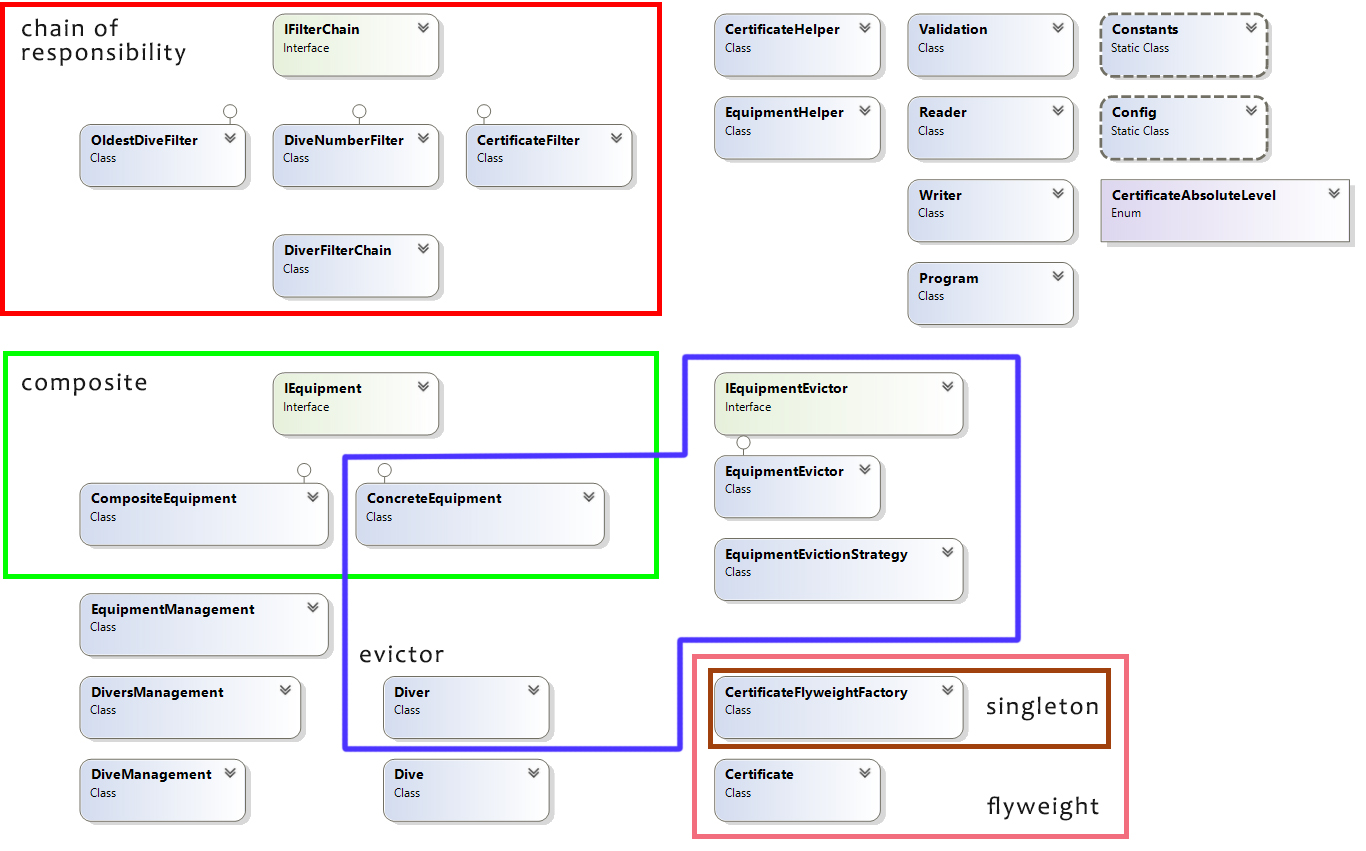 chain of
responsibility
IFilterChain
Interface
OldestDiveFilter
Class
DiveNumberFilter
Class
CertificateFilter
Class
DiverFilterChain
Class
CertificateHelper
Class
Validation
Class
Constants
Static Class
EquipmentHelper
Class
Reader
Class
Config
Static Class
Writer
Class
CertificateAbsoluteLevel
Enum
Program
Class
composite
IEquipment
Interface
CompositeEquipment
Class
ConcreteEquipment
Class
IEquipmentEvictor
Interface
EquipmentEvictor
Class
EquipmentEvictionStrategy
Class
evictor
EquipmentManagement
Class
DiversManagement
Class
Diver
Class
DiveManagement
Class
Dive
Class
CertificateFlyweightFactory
Class
singleton
Certificate
Class
flyweight